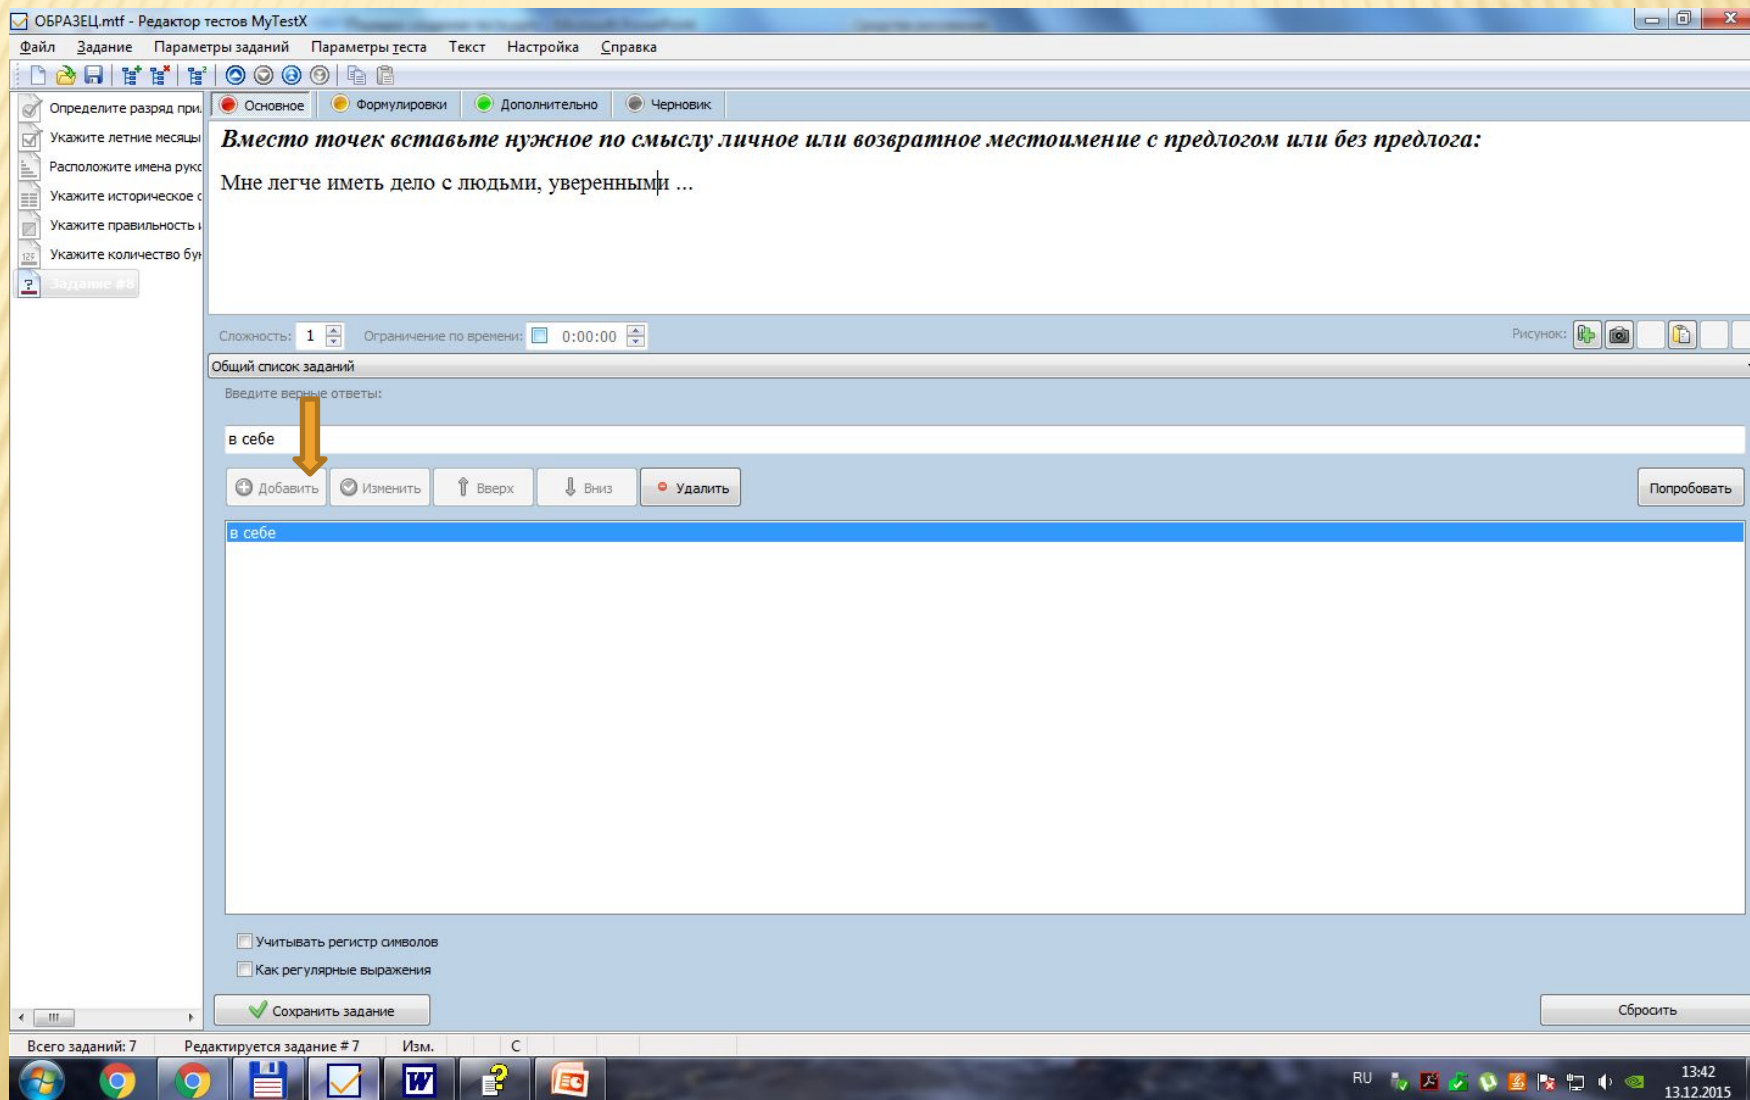 ОБРАЗЕЦ.mtf - Редактор тестов MyTestX
Файл Задание Параметры заданий Параметры теста Текст Настройка Справка
Определите разряд при
Укажите летние месяцы
Расположите имена руко
Укажите историческое с
Укажите правильность и
Укажите количество бук
Задание #8
Основное Формулировки Дополнительно Черновик
Вместо точек вставьте нужное по смыслу личное или возвратное местоимение с предлогом или без предлога:
Мне легче иметь дело с людьми, уверенными ...
Сложность: 1 Ограничение по времени: 0:00:00 Рисунок:
Общий список заданий
Введите верные ответы:
в себе
Добавить Изменить Вверх Вниз Удалить Попробовать
в себе
Учитывать регистр символов
Как регулярные выражения
Сохранить задание Сбросить
Всего заданий: 7 Редактируется задание # 7 Изм. С
RU 13:42
13.12.2015